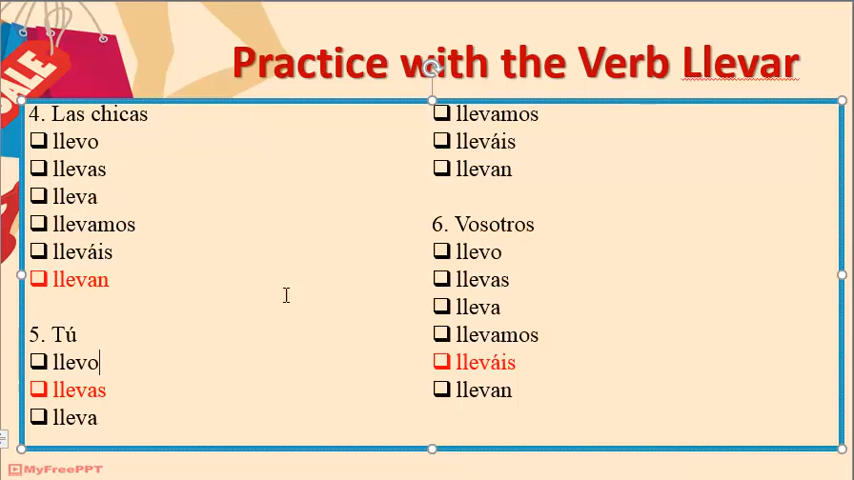 SALE
Practice with the Verb Llevar
4. Las chicas
❑ llevo
❑ llevas
❑ lleva
❑ llevamos
❑ lleváis
❑ llevan
5. Tú
❑ llevo
❑ llevas
❑ lleva
❑ llevamos
❑ lleváis
❑ llevan
6. Vosotros
❑ llevo
❑ llevas
❑ lleva
❑ llevamos
❑ lleváis
❑ llevan
MyFreePPT